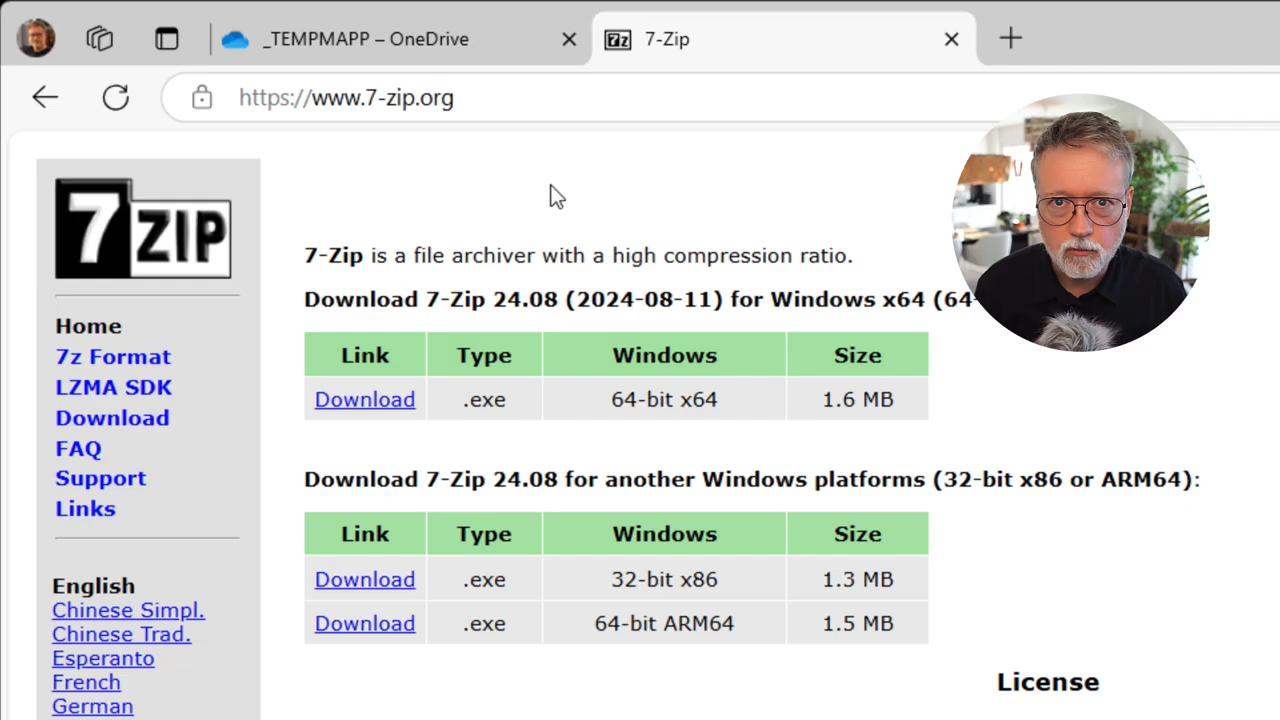 _TEMPMAPP – OneDrive
7z 7-Zip
https://www.7-zip.org
7ZIP
7-Zip is a file archiver with a high compression ratio.
Download 7-Zip 24.08 (2024-08-11) for Windows x64 (64-
Link Type Windows Size
Download .exe 64-bit x64 1.6 MB
Download 7-Zip 24.08 for another Windows platforms (32-bit x86 or ARM64):
Link Type Windows Size
Download .exe 32-bit x86 1.3 MB
Download .exe 64-bit ARM64 1.5 MB
License
Home
7z Format
LZMA SDK
Download
FAQ
Support
Links
English
Chinese Simpl.
Chinese Trad.
Esperanto
French
German